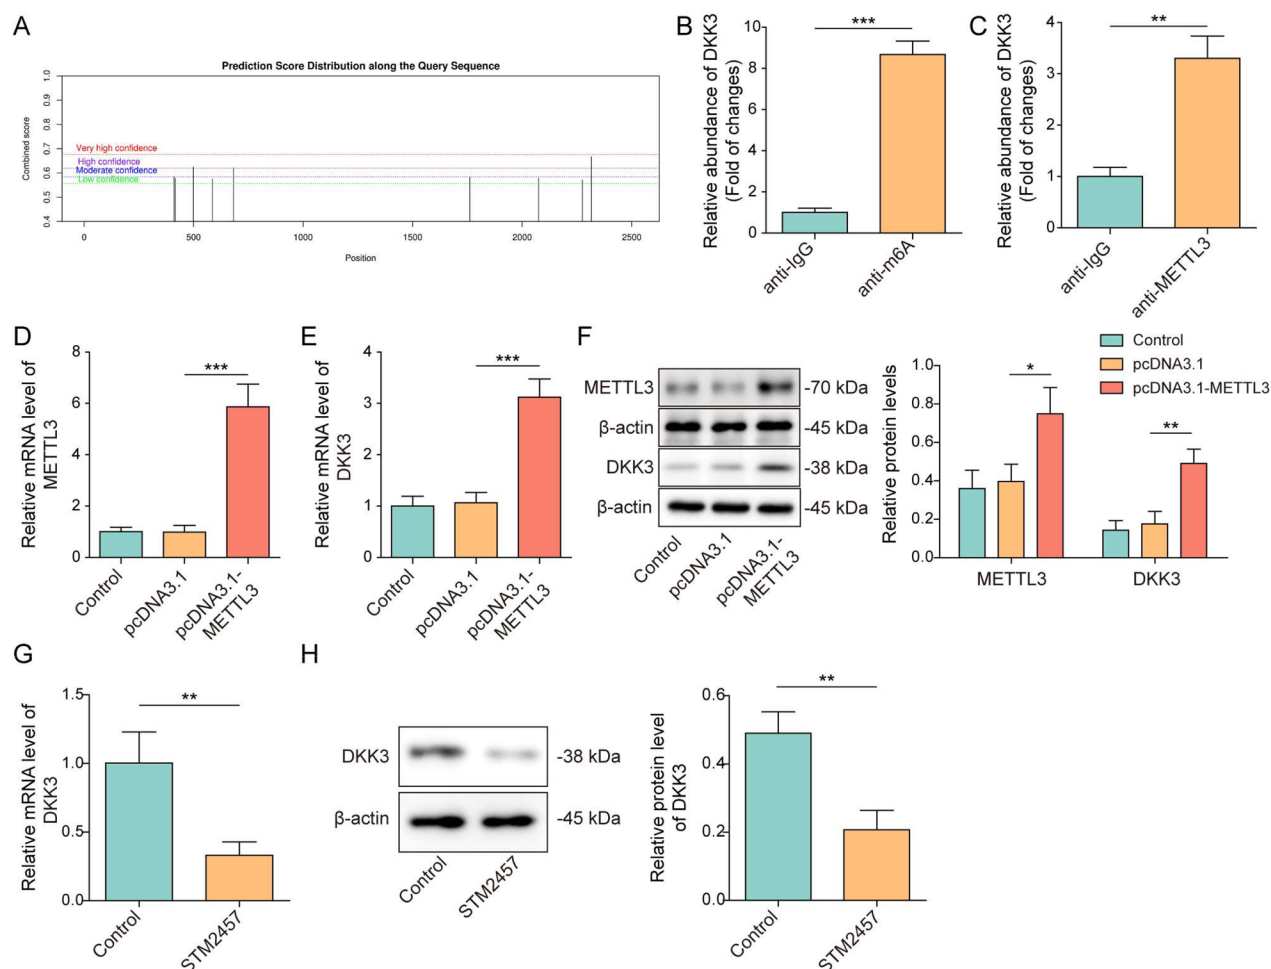 A
Prediction Score Distribution along the Query Sequence
Combined score
1.0
0.9
0.8
0.7
0.6
0.5
0.4
Very high confidence
High confidence
Moderate confidence
Low confidence
0
500
1000
1500
2000
2500
Position
B
Relative abundance of DKK3
(Fold of changes)
10
8
6
4
2
0
***
anti-IgG
anti-m6A
C
Relative abundance of DKK3
(Fold of changes)
4
3
2
1
0
**
anti-IgG
anti-METTL3
D
Relative mRNA level of
METTL3
8
6
4
2
0
***
Control
pcDNA3.1
pcDNA3.1-
METTL3
E
Relative mRNA level of
DKK3
4
3
2
1
0
***
Control
pcDNA3.1
pcDNA3.1-
METTL3
F
METTL3
-70 kDa
β-actin
-45 kDa
DKK3
-38 kDa
β-actin
-45 kDa
Control
pcDNA3.1
pcDNA3.1-
METTL3
Relative protein levels
1.0
0.8
0.6
0.4
0.2
0.0
*
**
METTL3
DKK3
Control
pcDNA3.1
pcDNA3.1-METTL3
G
Relative mRNA level of
DKK3
1.5
1.0
0.5
0.0
**
Control
STM2457
H
DKK3
-38 kDa
β-actin
-45 kDa
Control
STM2457
Relative protein level
of DKK3
0.6
0.4
0.2
0.0
**
Control
STM2457